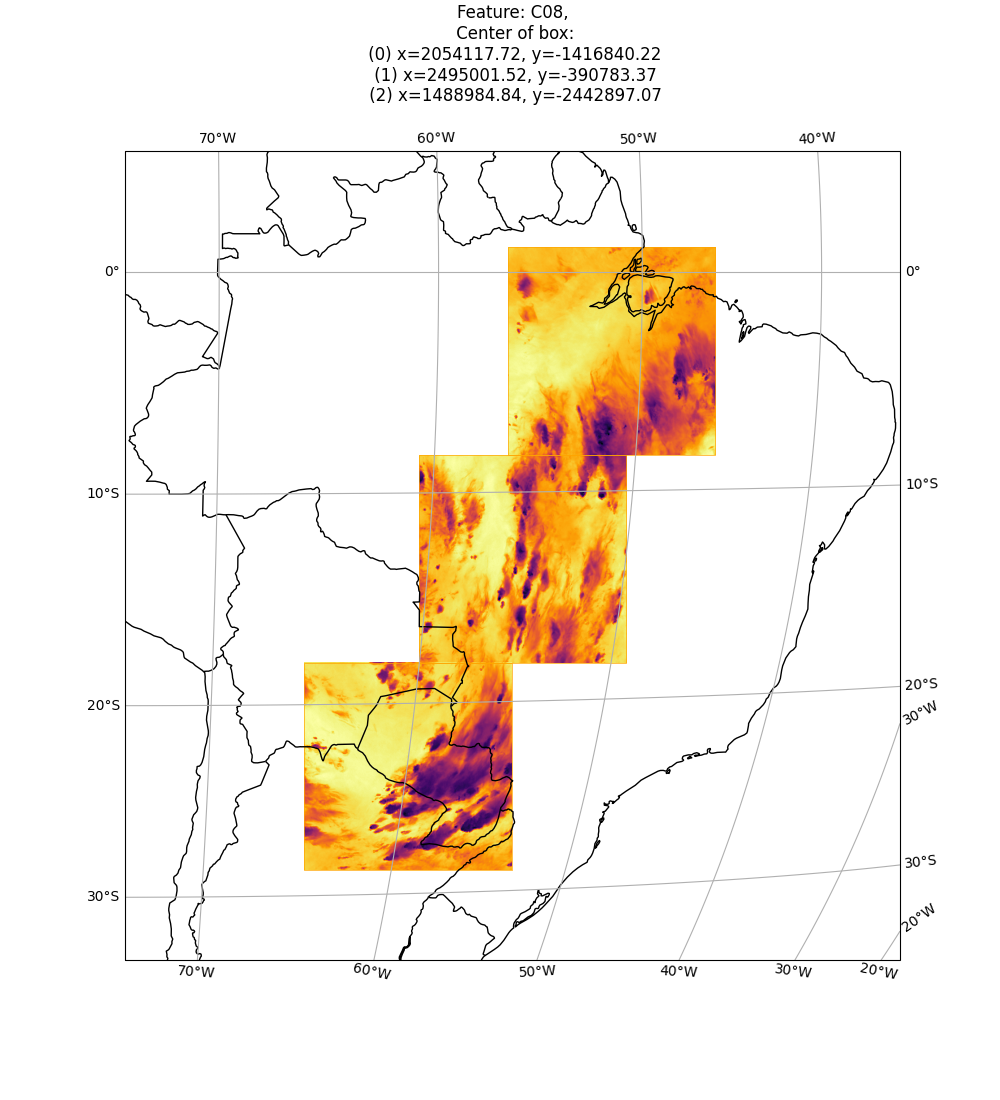 Feature: C08,
Center of box:
(0) x=2054117.72, y=-1416840.22
(1) x=2495001.52, y=-390783.37
(2) x=1488984.84, y=-2442897.07
70°W 60°W 50°W 40°W
0° 0°
10°S 10°S
20°S 20°S
30°W
30°S 30°S
20°W
70°W 60°W 50°W 40°W 30°W 20°W